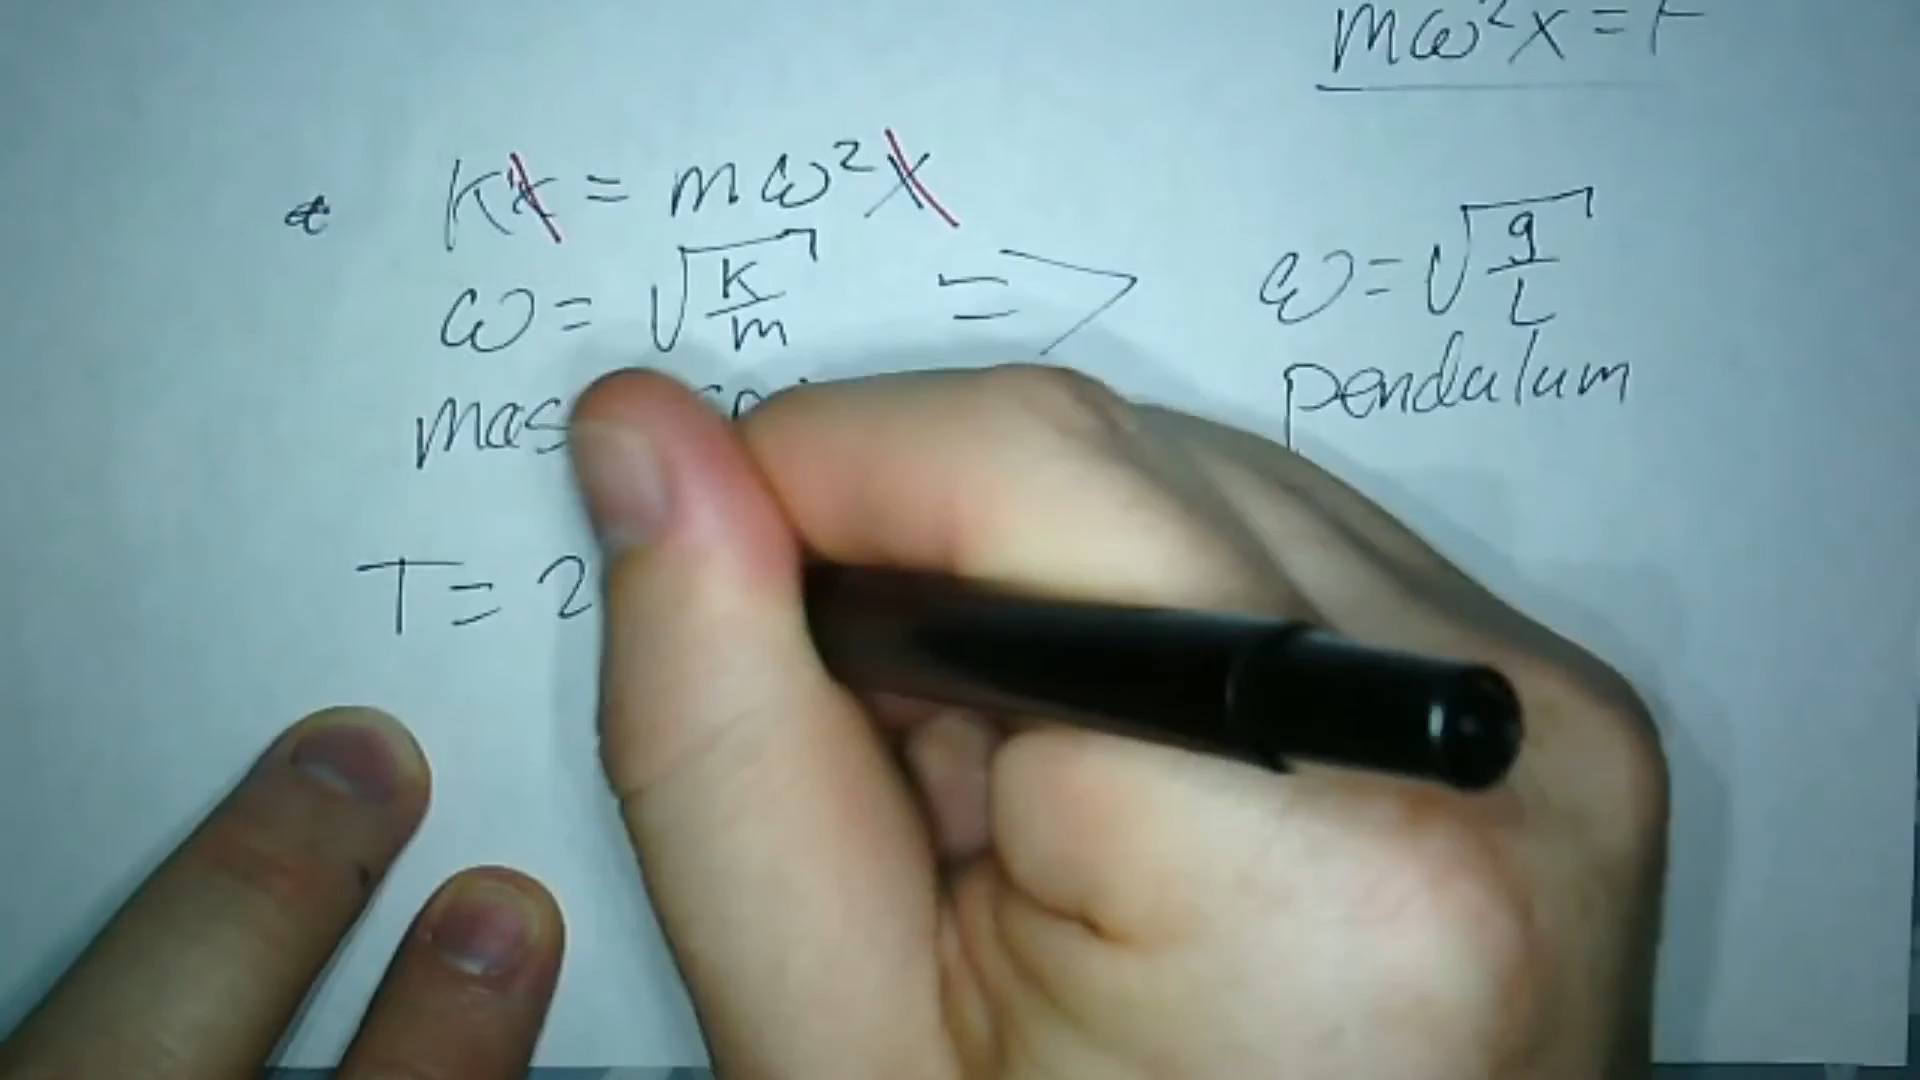 mω²x = F
Kx = mω²x
ω = √(K/m) => ω = √(g/L)
pendulum
T = 2